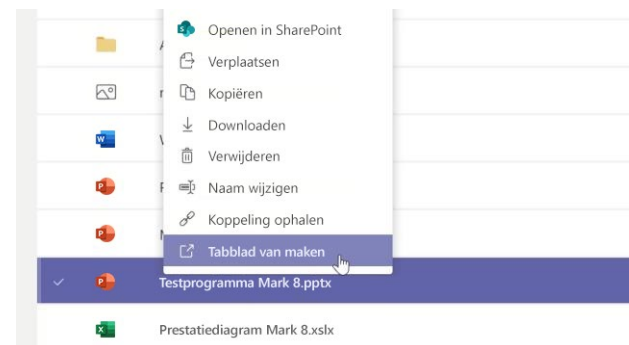 Openen in SharePoint
Verplaatsen
Kopiëren
Downloaden
Verwijderen
Naam wijzigen
Koppeling ophalen
Tabblad van maken
Testprogramma Mark 8.pptx
Prestatiediagram Mark 8.xslx